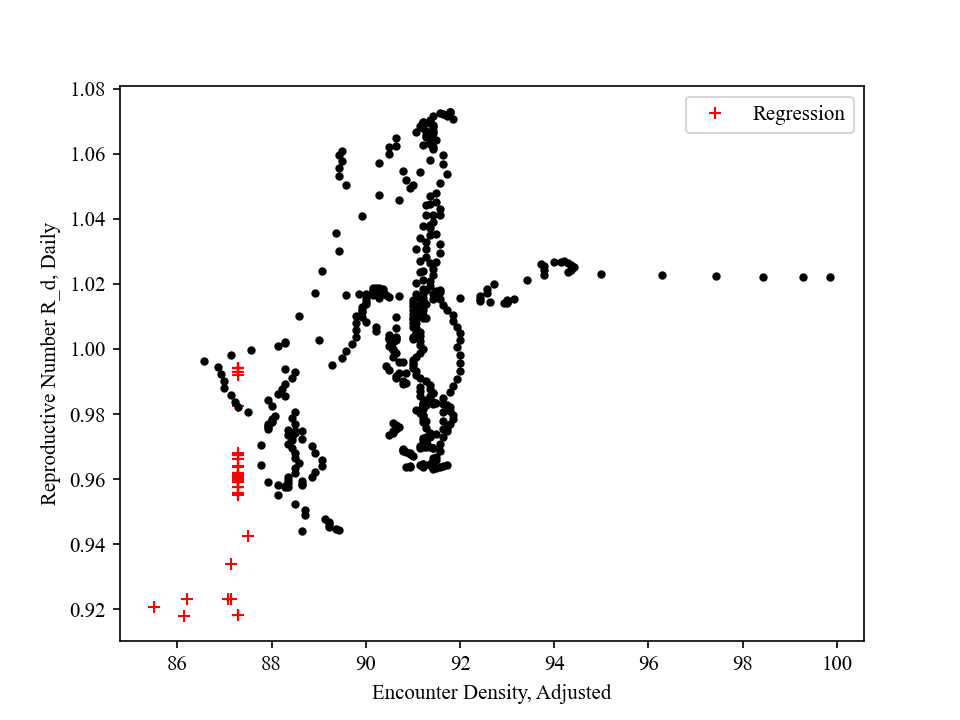 1.08
Regression
1.06
1.04
1.02
1.00
0.98
0.96
0.94
0.92
Reproductive Number R_d, Daily
86 88 90 92 94 96 98 100
Encounter Density, Adjusted